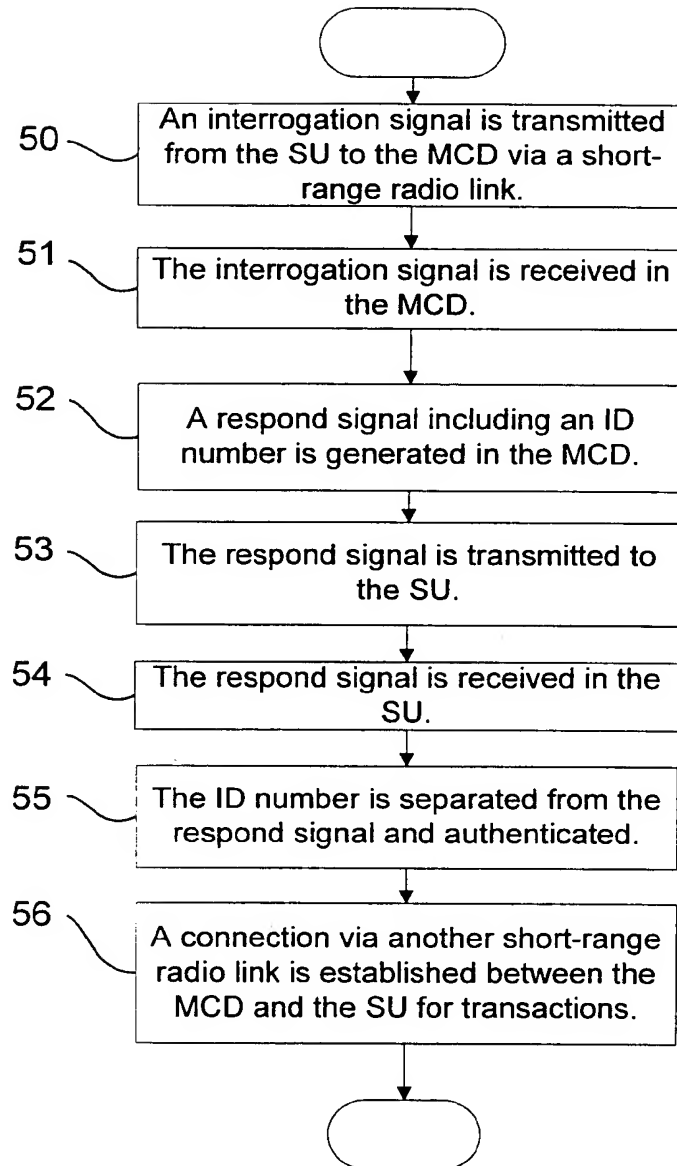 50
An interrogation signal is transmitted
from the SU to the MCD via a short-
range radio link.
51
The interrogation signal is received in
the MCD.
52
A respond signal including an ID
number is generated in the MCD.
53
The respond signal is transmitted to
the SU.
54
The respond signal is received in the
SU.
55
The ID number is separated from the
respond signal and authenticated.
56
A connection via another short-range
radio link is established between the
MCD and the SU for transactions.